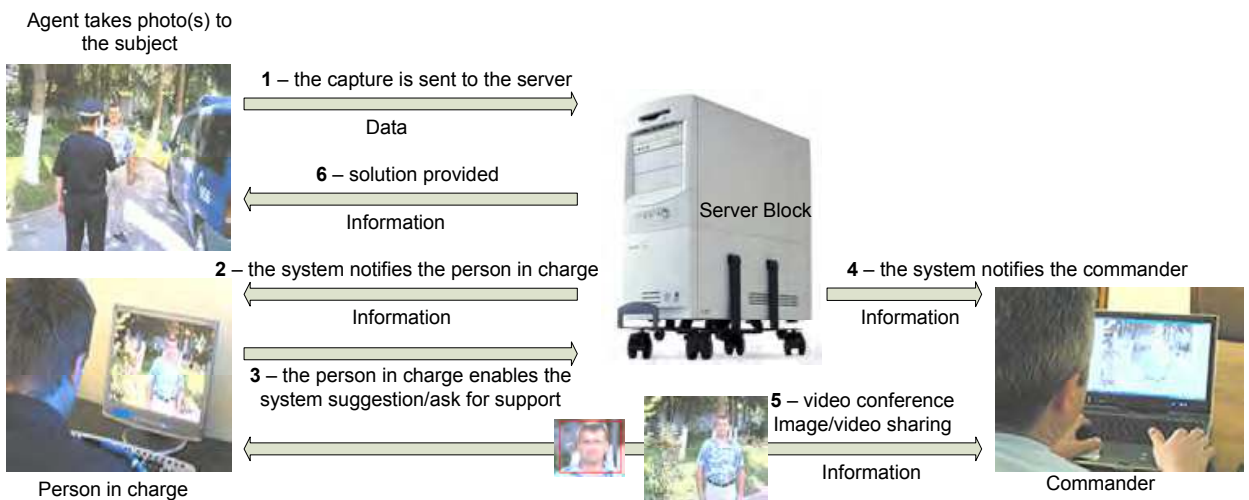 Agent takes photo(s) to
the subject
1 – the capture is sent to the server
Data
6 – solution provided
Information
Server Block
2 – the system notifies the person in charge
Information
4 – the system notifies the commander
Information
3 – the person in charge enables the
system suggestion/ask for support
5 – video conference
Image/video sharing
Information
Person in charge
Commander